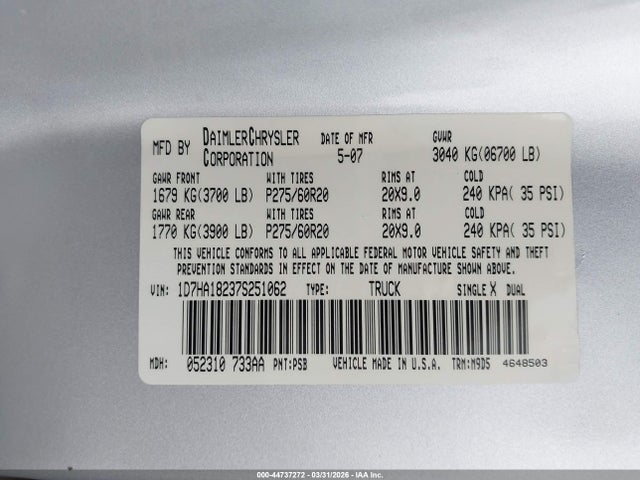 MFD BY DAIMLERCHRYSLER CORPORATION DATE OF MFR 5-07 GVWR 3040 KG(06700 LB)
GAWR FRONT WITH TIRES RIMS AT COLD
1679 KG(3700 LB) P275/60R20 20X9.0 240 KPA( 35 PSI)
GAWR REAR WITH TIRES RIMS AT COLD
1770 KG(3900 LB) P275/60R20 20X9.0 240 KPA( 35 PSI)
THIS VEHICLE CONFORMS TO ALL APPLICABLE FEDERAL MOTOR VEHICLE SAFETY AND THEFT
PREVENTION STANDARDS IN EFFECT ON THE DATE OF MANUFACTURE SHOWN ABOVE.
VIN: 1D7HA18237S251062 TYPE: TRUCK SINGLE X DUAL
MDH: 052310 733AA PNT:PSB VEHICLE MADE IN U.S.A. TRM:M9D5 4648503
000-44737272 - 03/31/2026 - IAA Inc.